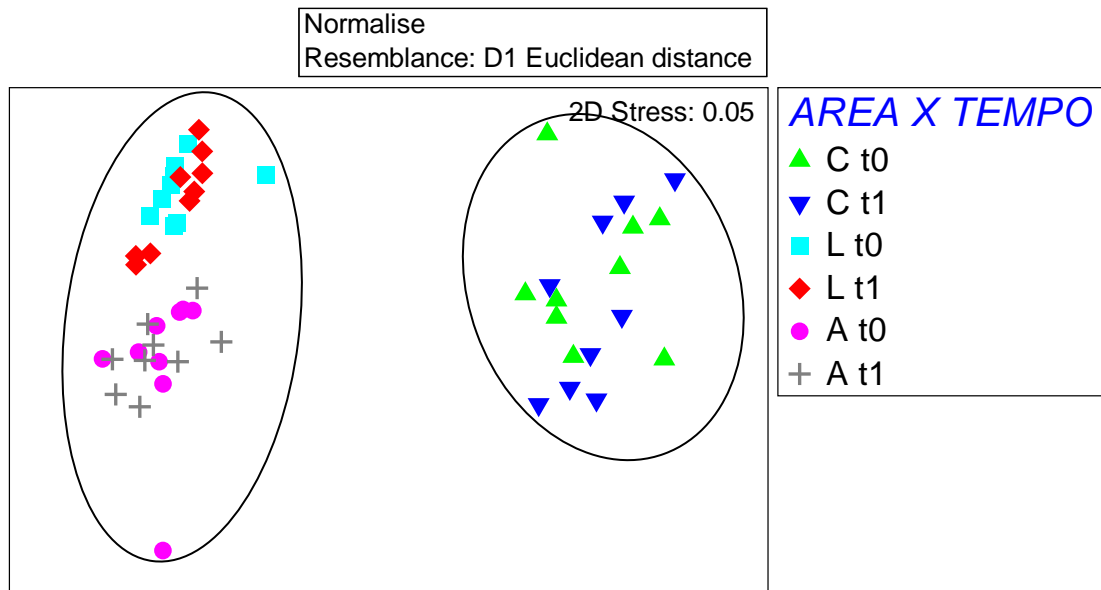 Normalise
Resemblance: D1 Euclidean distance
2D Stress: 0.05
AREA X TEMPO
C t0
C t1
L t0
L t1
A t0
A t1